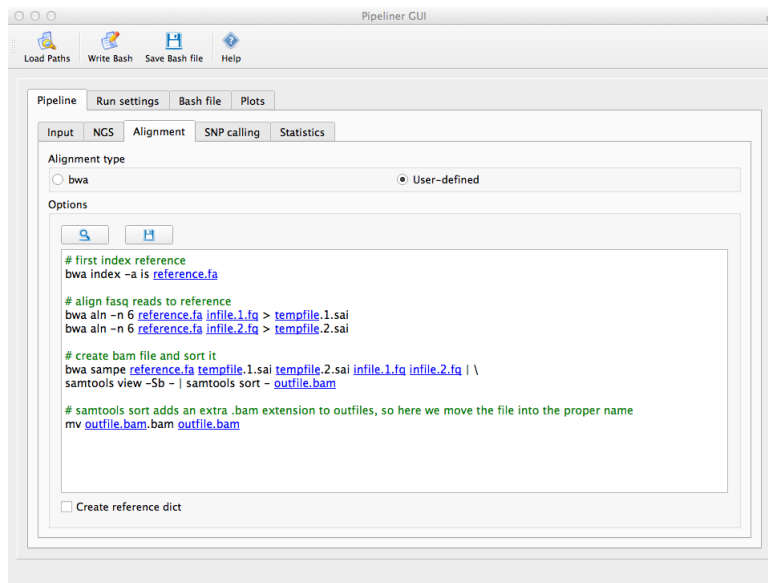 Pipeliner GUI
Load Paths Write Bash Save Bash file Help
Pipeline Run settings Bash file Plots
Input NGS Alignment SNP calling Statistics
Alignment type
bwa User-defined
Options
# first index reference
bwa index -a is reference.fa
# align fasq reads to reference
bwa aln -n 6 reference.fa infile.1.fq > tempfile.1.sai
bwa aln -n 6 reference.fa infile.2.fq > tempfile.2.sai
# create bam file and sort it
bwa sampe reference.fa tempfile.1.sai tempfile.2.sai infile.1.fq infile.2.fq | \
samtools view -Sb - | samtools sort - outfile.bam
# samtools sort adds an extra .bam extension to outfiles, so here we move the file into the proper name
mv outfile.bam.bam outfile.bam
Create reference dict